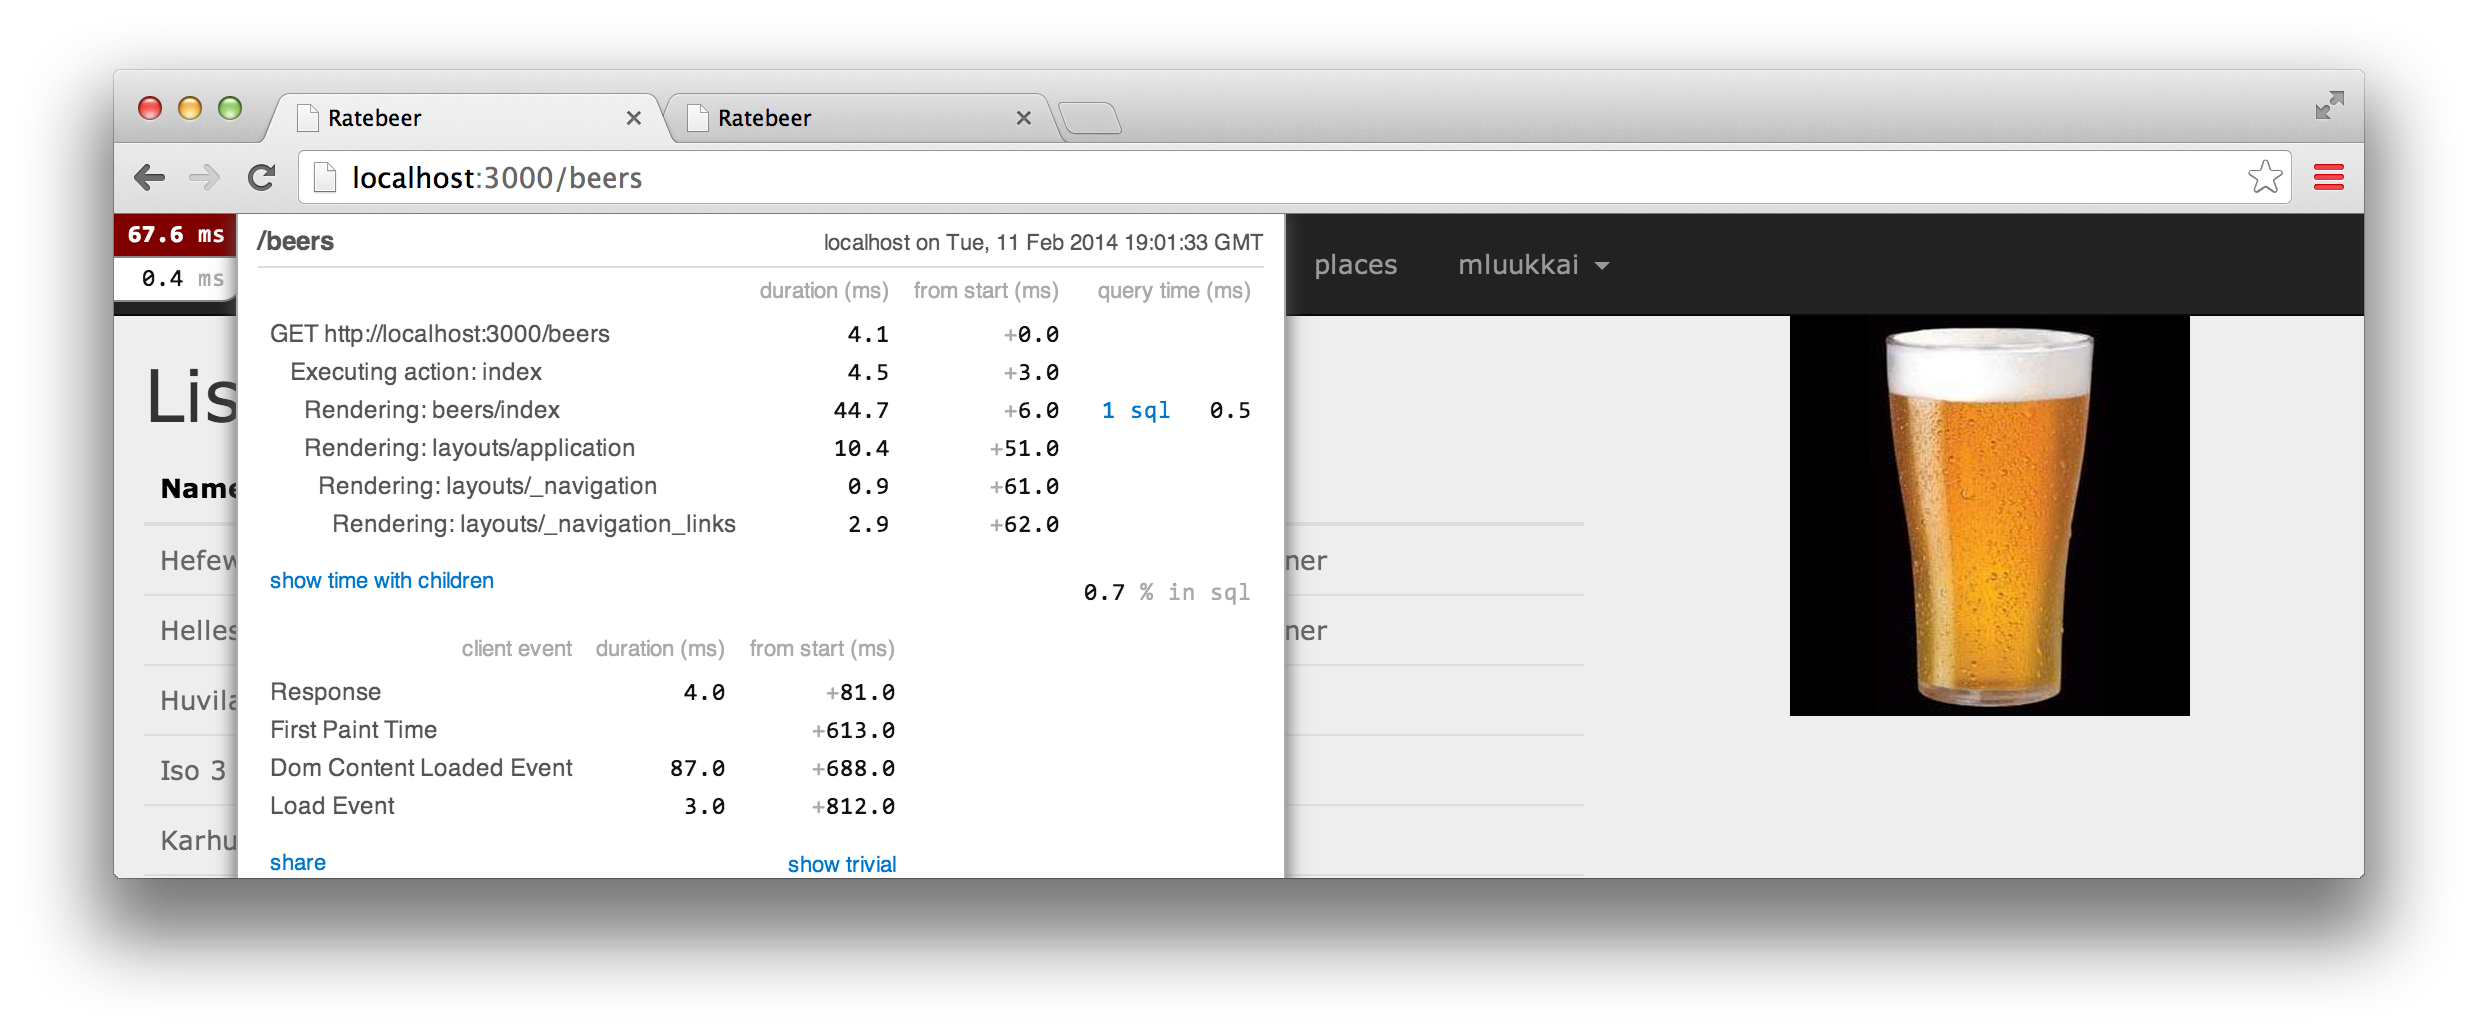 Ratebeer Ratebeer
localhost:3000/beers
67.6 ms
0.4 ms
/beers localhost on Tue, 11 Feb 2014 19:01:33 GMT
places mluukkai
duration (ms) from start (ms) query time (ms)
GET http://localhost:3000/beers 4.1 +0.0
Executing action: index 4.5 +3.0
Rendering: beers/index 44.7 +6.0 1 sql 0.5
Rendering: layouts/application 10.4 +51.0
Rendering: layouts/_navigation 0.9 +61.0
Rendering: layouts/_navigation_links 2.9 +62.0
show time with children
0.7 % in sql
client event duration (ms) from start (ms)
Response 4.0 +81.0
First Paint Time +613.0
Dom Content Loaded Event 87.0 +688.0
Load Event 3.0 +812.0
share show trivial
Lis
Name
Hefew
ner
Helles
ner
Huvila
Iso 3
Karhu